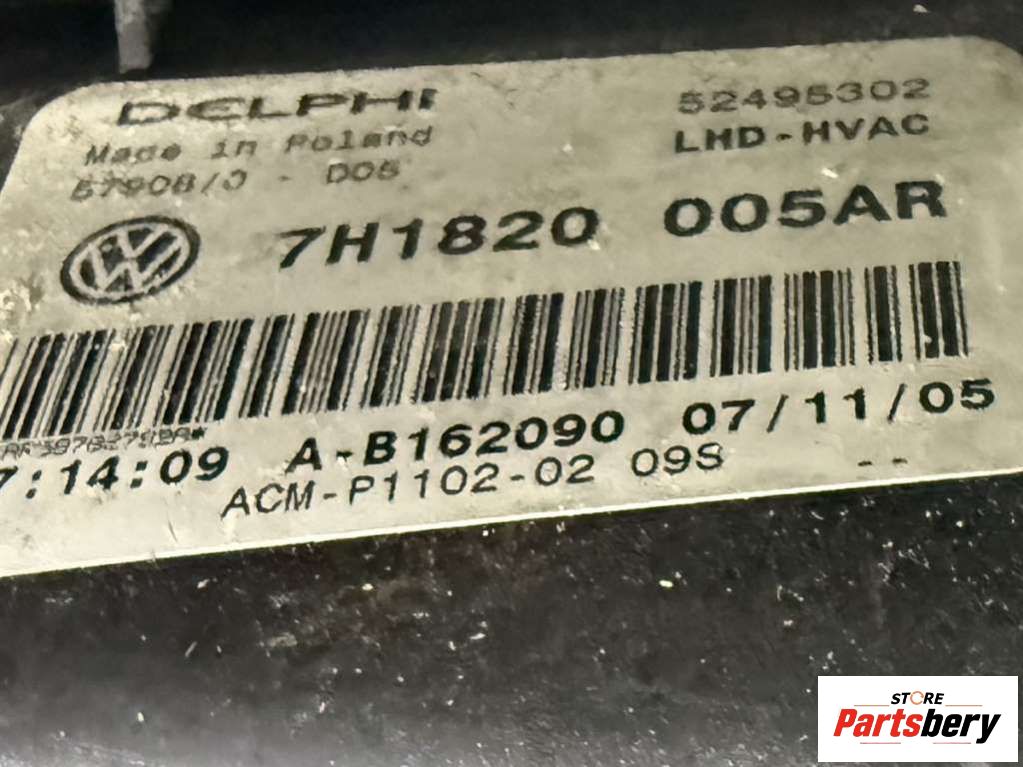 DELPHI 52495302
Made in Poland LHD-HVAC
57908/0 - D05
VW 7H1820 005AR
7:14:09 A-B162090 07/11/05
ACM-P1102-02 09S --
STORE
Partsbery